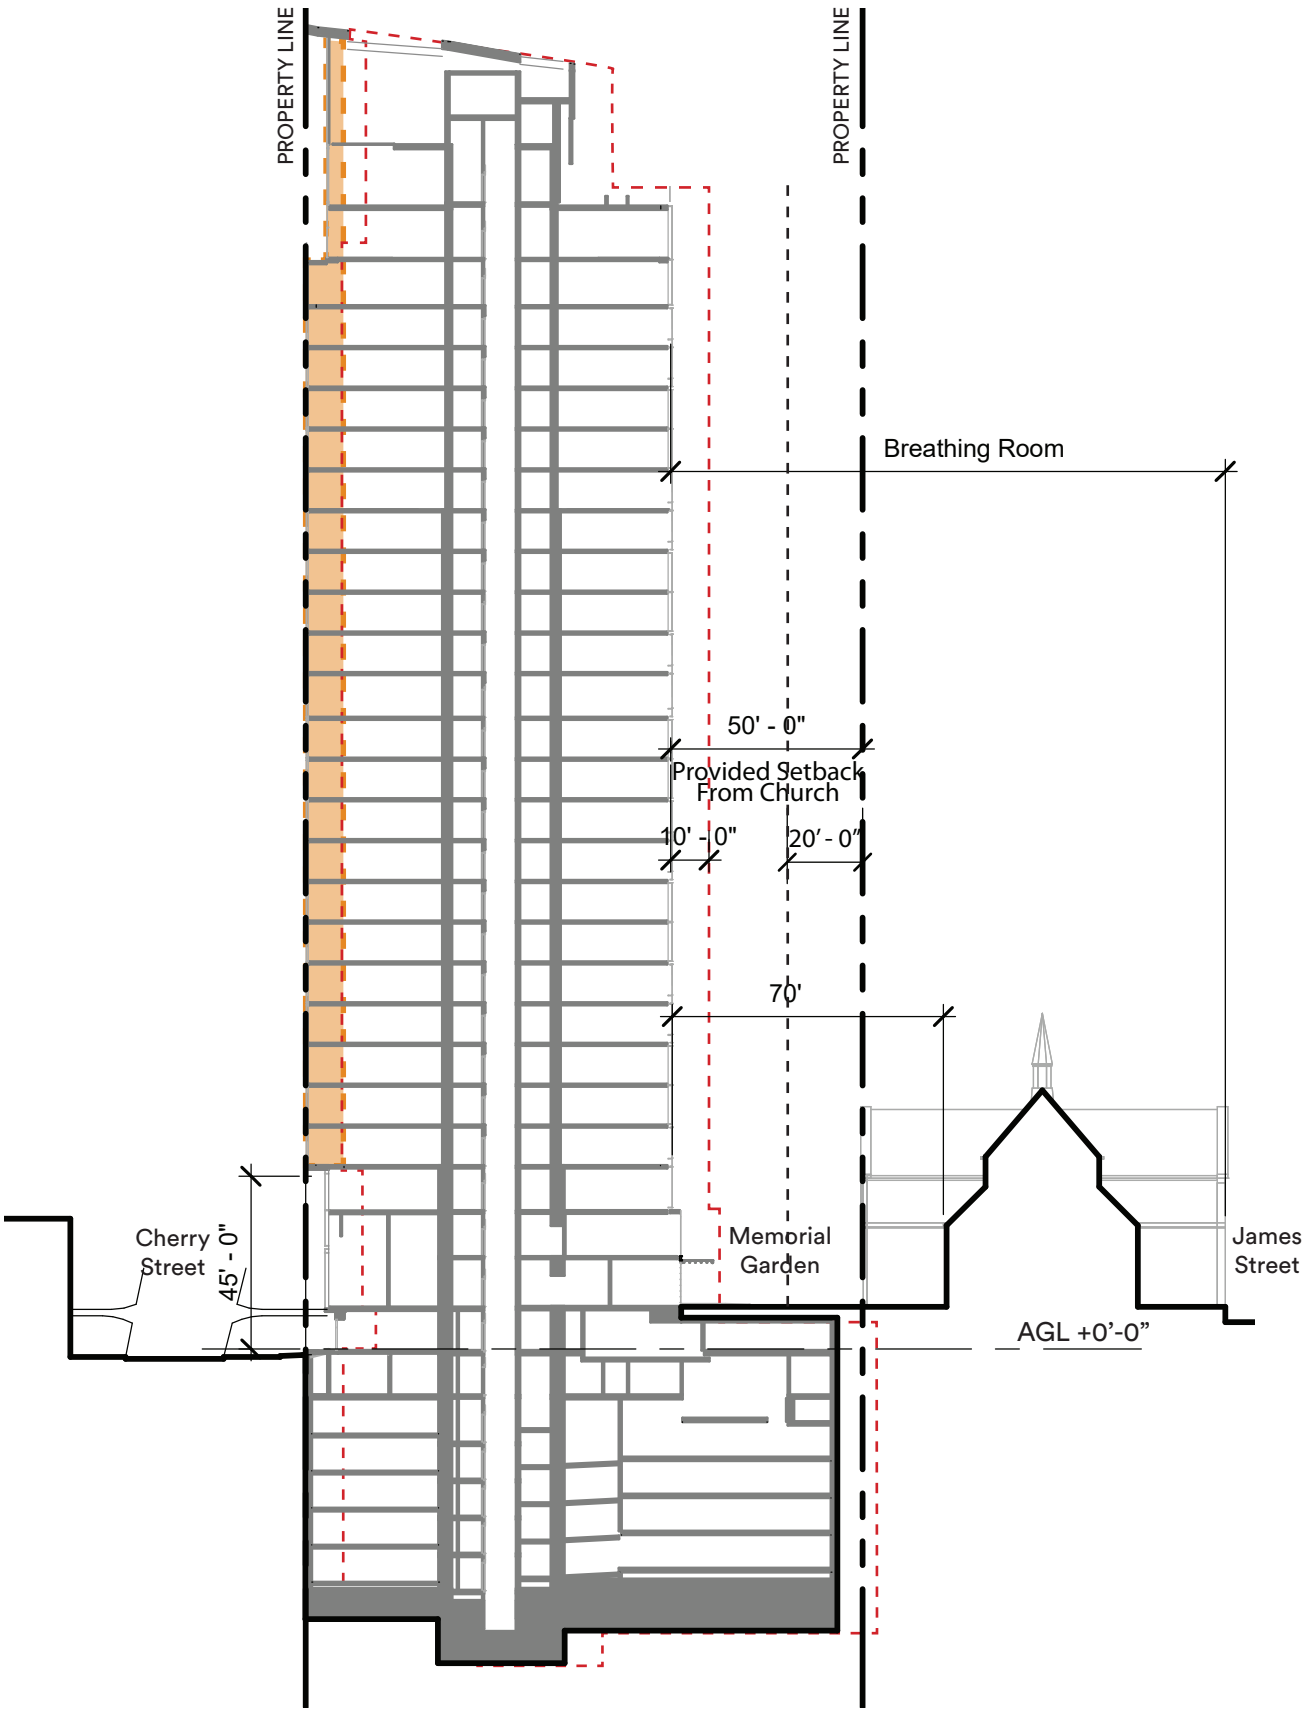 PROPERTY LINE
PROPERTY LINE
Breathing Room
50' - 0"
Provided Setback
From Church
10' - 0"
20' - 0"
70'
Cherry
Street
45' - 0"
Memorial
Garden
James
Street
AGL +0'-0"